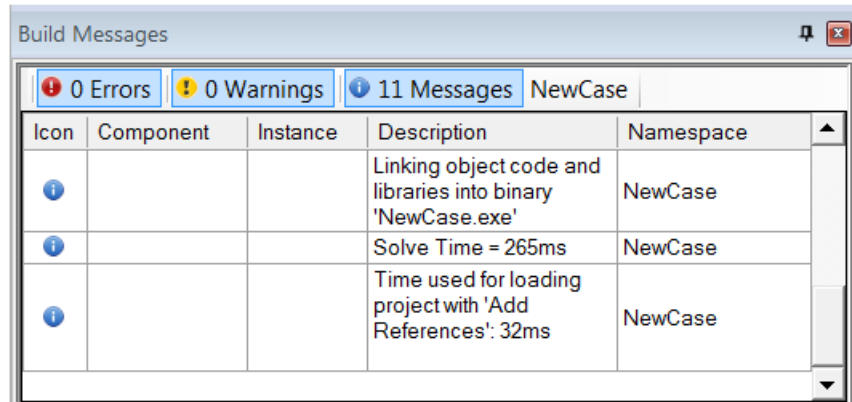 Build Messages
0 Errors 0 Warnings 11 Messages NewCase
Icon Component Instance Description Namespace
Linking object code and
libraries into binary
'NewCase.exe'
NewCase
Solve Time = 265ms NewCase
Time used for loading
project with 'Add
References': 32ms
NewCase